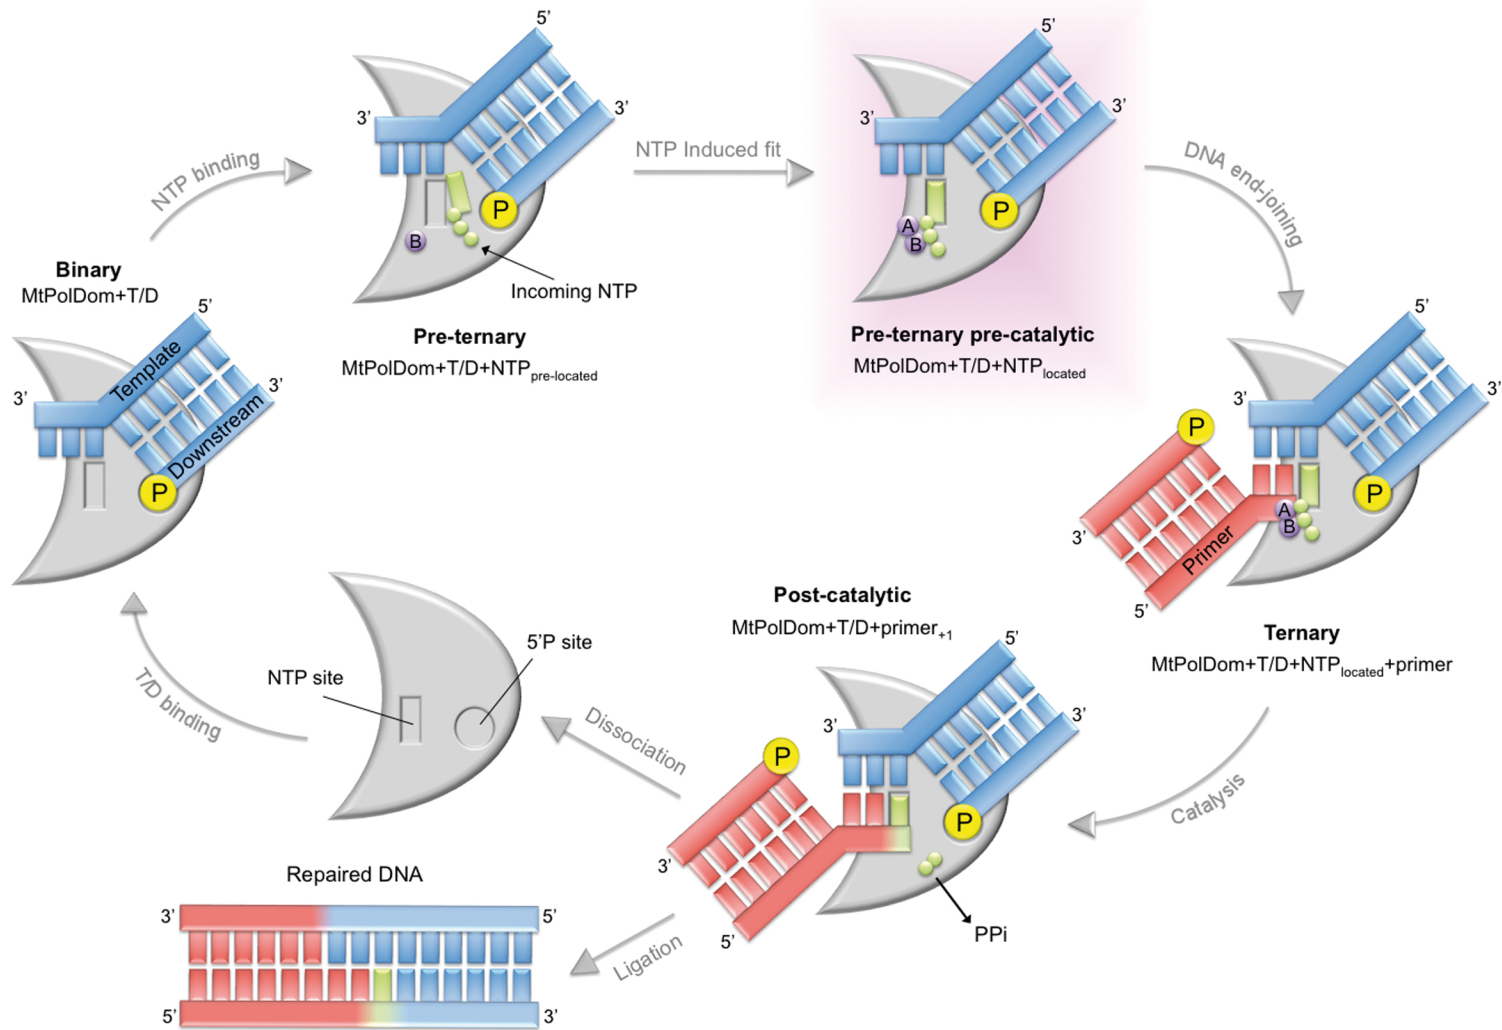 5'
3'
3'
P
B
NTP binding
Incoming NTP
Pre-ternary
MtPolDom+T/D+NTPpre-located
NTP Induced fit
5'
3'
3'
P
A
B
Pre-ternary pre-catalytic
MtPolDom+T/D+NTPlocated
DNA end-joining
Binary
MtPolDom+T/D
5'
3'
3'
Template
Downstream
P
5'
3'
3'
P
P
A
B
Primer
3'
5'
Ternary
MtPolDom+T/D+NTPlocated+primer
Catalysis
Post-catalytic
MtPolDom+T/D+primer+1
5'
3'
3'
P
P
3'
5'
PPi
Dissociation
Ligation
5'P site
NTP site
T/D binding
Repaired DNA
3'
5'
5'
3'